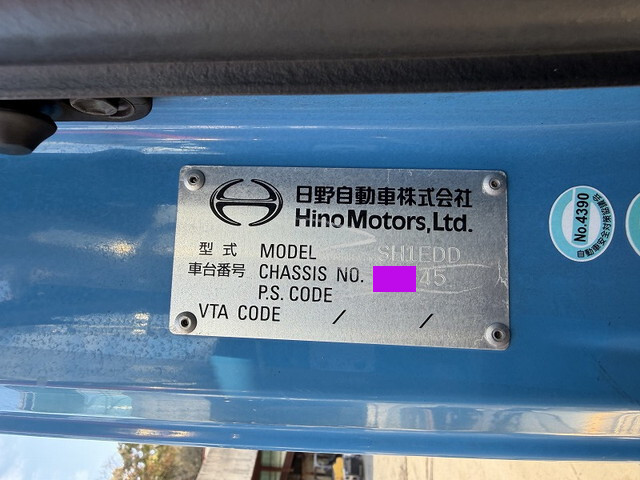 日野自動車株式会社
Hino Motors, Ltd.
型式 MODEL SH1EDD
車台番号 CHASSIS NO. 45
P.S. CODE
VTA CODE / /
No.4390